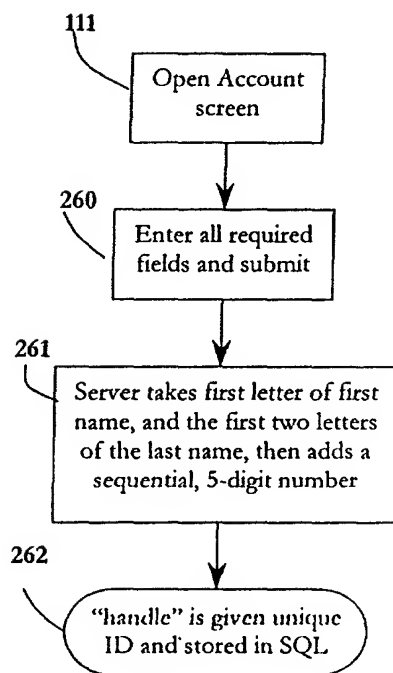 111
Open Account
screen
260
Enter all required
fields and submit
261
Server takes first letter of first
name, and the first two letters
of the last name, then adds a
sequential, 5-digit number
262
"handle" is given unique
ID and stored in SQL